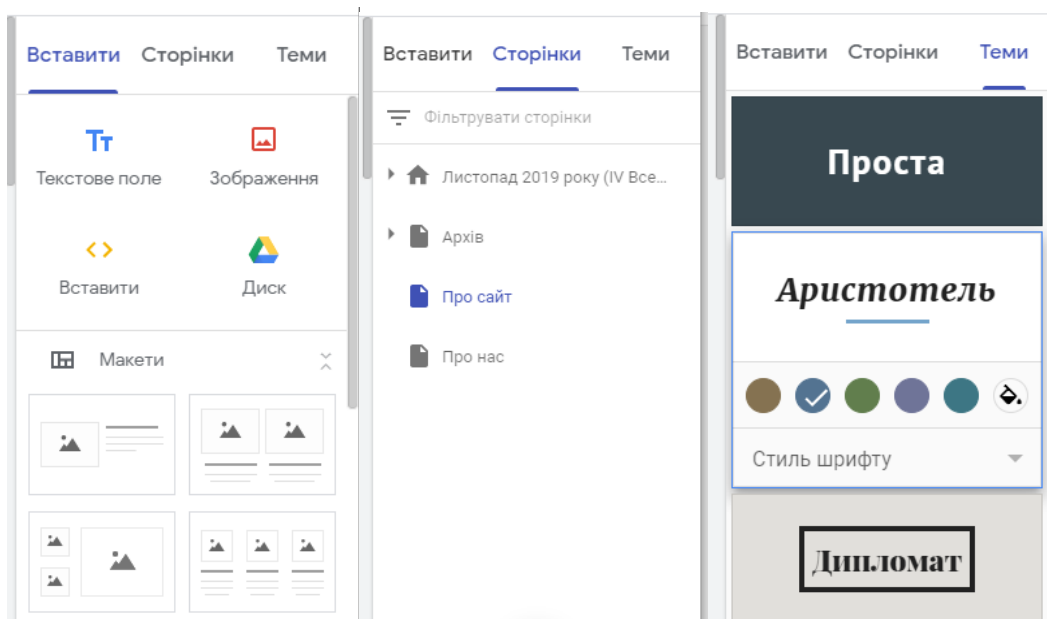 Вставити Сторінки Теми
Текстове поле Зображення
Вставити Диск
Макети
Вставити Сторінки Теми
Фільтрувати сторінки
Листопад 2019 року (IV Все...
Архів
Про сайт
Про нас
Вставити Сторінки Теми
Проста
Аристотель
Стиль шрифту
Дипломат